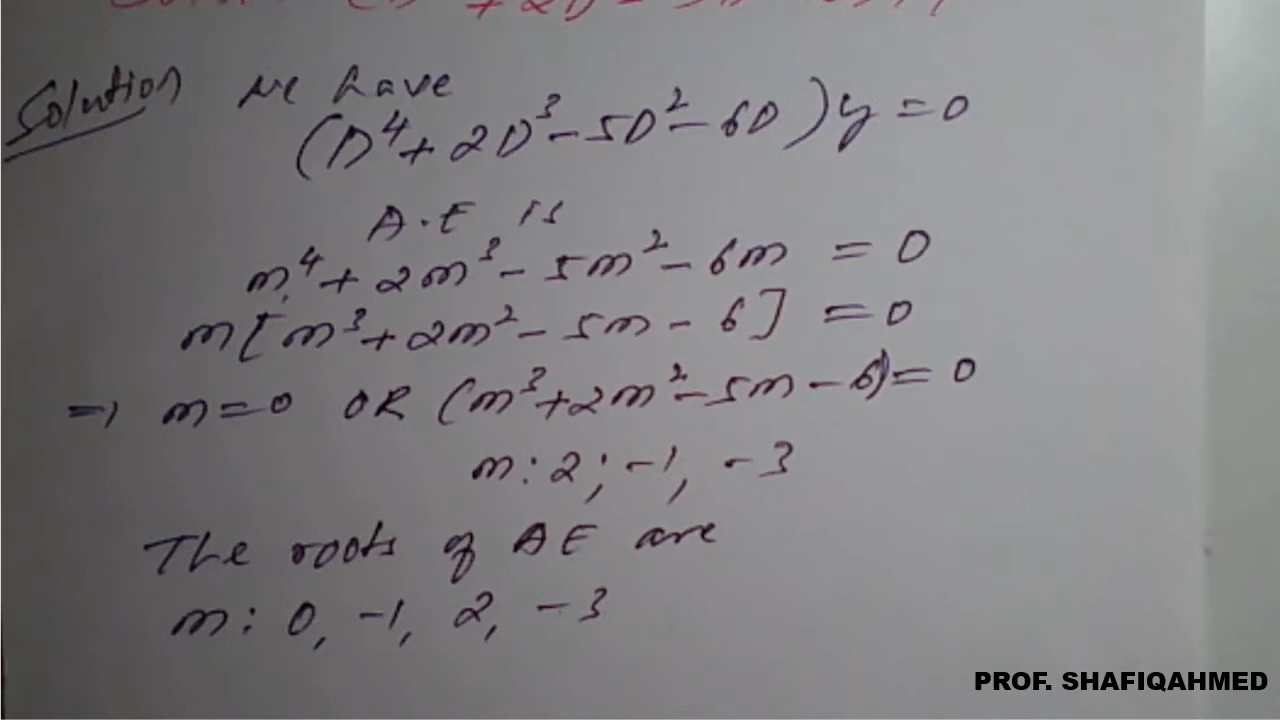 Solution We have
(D⁴ + 2D³ - 5D² - 6D) y = 0
A.E is
m⁴ + 2m³ - 5m² - 6m = 0
m[m³ + 2m² - 5m - 6] = 0
⇒ m = 0 OR (m³ + 2m² - 5m - 6) = 0
m: 2; -1, -3
The roots of AE are
m: 0, -1, 2, -3
PROF. SHAFIQAHMED